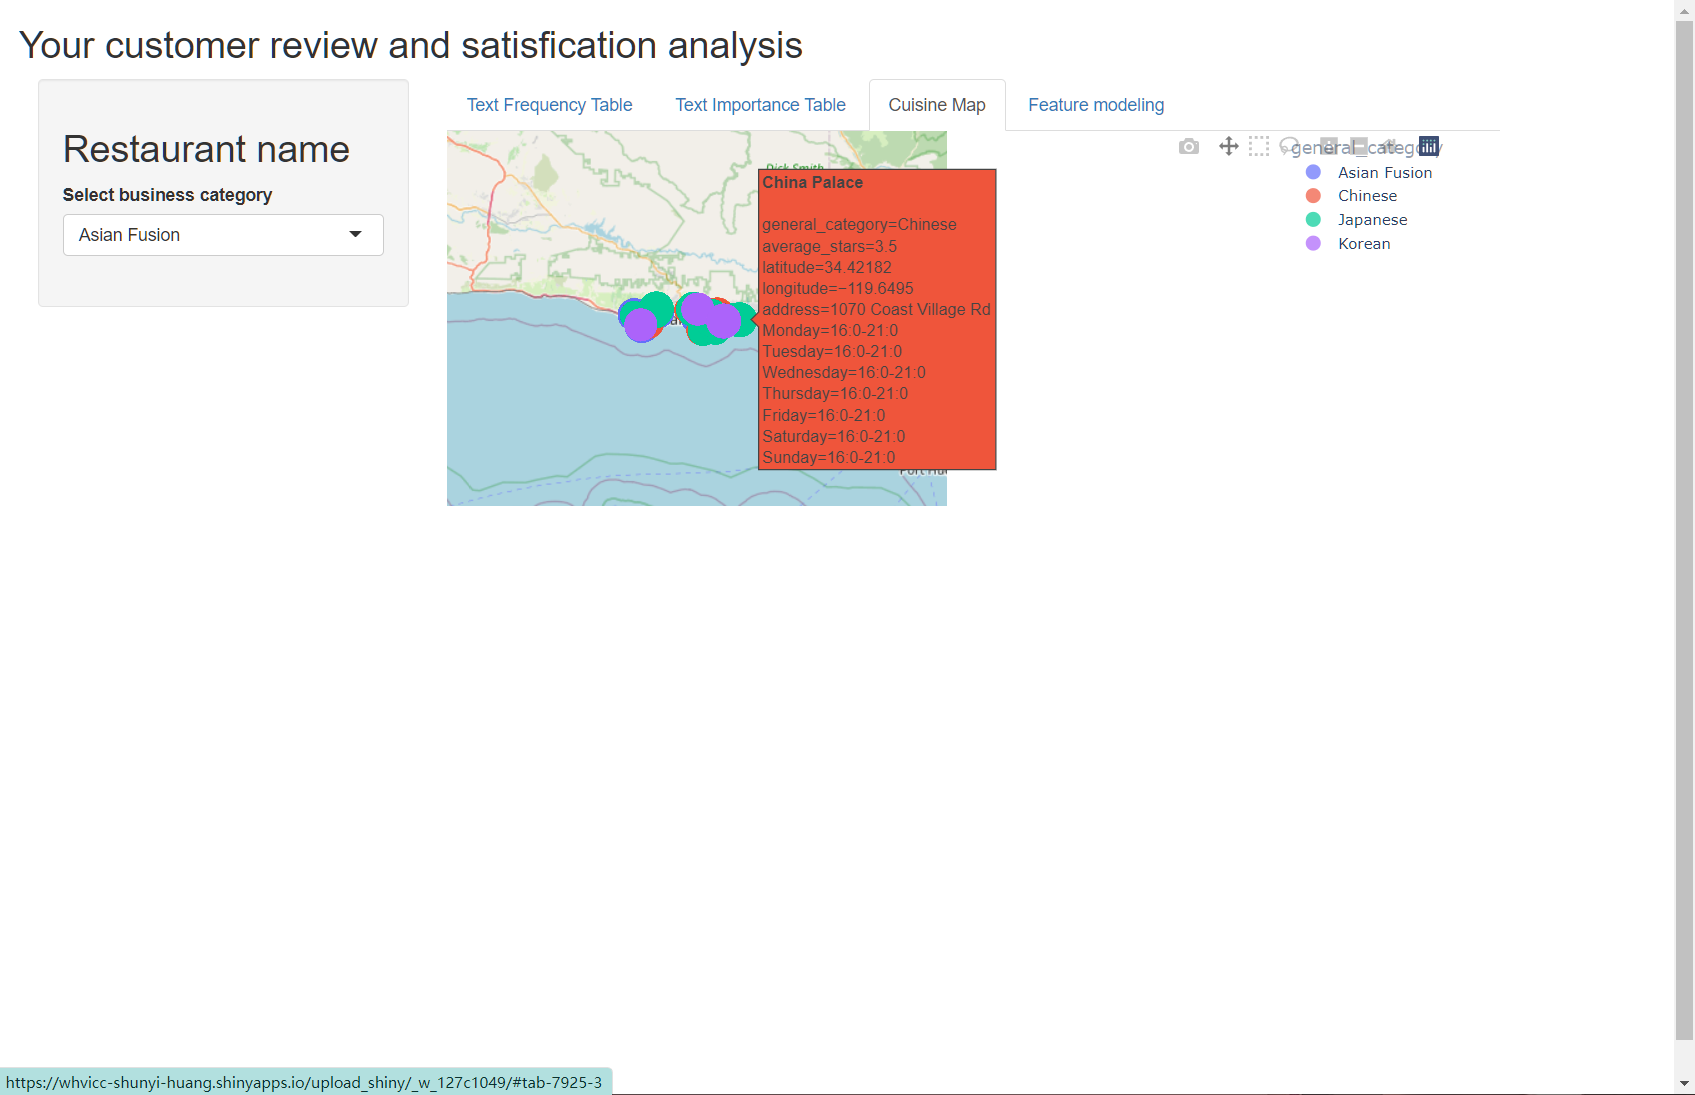 Your customer review and satisfication analysis
Restaurant name
Select business category
Asian Fusion
Text Frequency Table
Text Importance Table
Cuisine Map
Feature modeling
Dick Smith
China Palace
general_category=Chinese
average_stars=3.5
latitude=34.42182
longitude=−119.6495
address=1070 Coast Village Rd
Monday=16:0-21:0
Tuesday=16:0-21:0
Wednesday=16:0-21:0
Thursday=16:0-21:0
Friday=16:0-21:0
Saturday=16:0-21:0
Sunday=16:0-21:0
general_category
Asian Fusion
Chinese
Japanese
Korean
https://whvicc-shunyi-huang.shinyapps.io/upload_shiny/_w_127c1049/#tab-7925-3